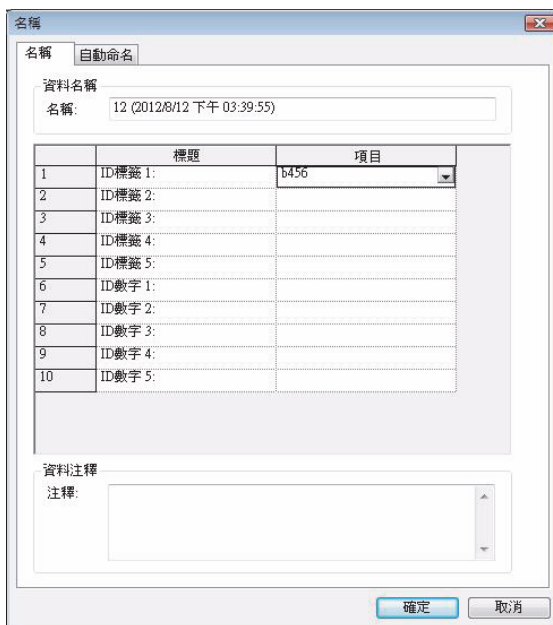 名稱
名稱 自動命名
資料名稱
名稱: 12 (2012/8/12 下午 03:39:55)
標題 項目
1 ID標籤 1: b456
2 ID標籤 2:
3 ID標籤 3:
4 ID標籤 4:
5 ID標籤 5:
6 ID數字 1:
7 ID數字 2:
8 ID數字 3:
9 ID數字 4:
10 ID數字 5:
資料注釋
注釋:
確定 取消